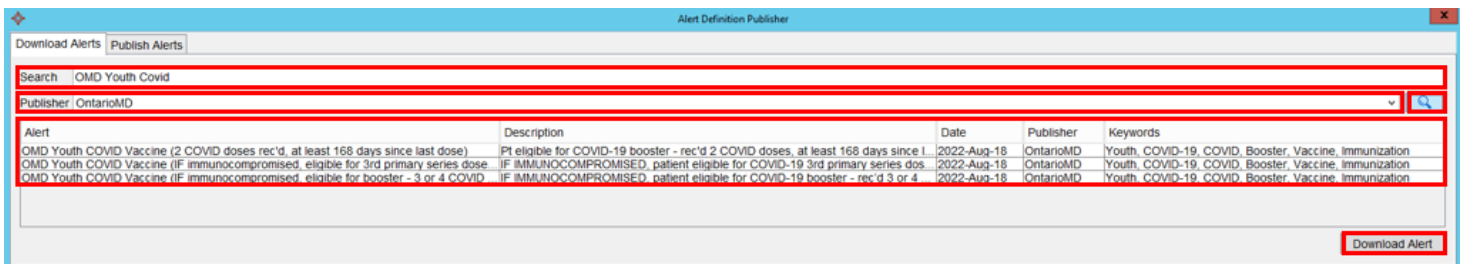 Alert Definition Publisher
x
Download Alerts Publish Alerts
Search OMD Youth Covid
Publisher OntarioMD
Alert Description Date Publisher Keywords
OMD Youth COVID Vaccine (2 COVID doses rec'd, at least 168 days since last dose) Pt eligible for COVID-19 booster - rec'd 2 COVID doses, at least 168 days since l... 2022-Aug-18 OntarioMD Youth, COVID-19, COVID, Booster, Vaccine, Immunization
OMD Youth COVID Vaccine (IF immunocompromised, eligible for 3rd primary series dose... IF IMMUNOCOMPROMISED, patient eligible for COVID-19 3rd primary series dos... 2022-Aug-18 OntarioMD Youth, COVID-19, COVID, Booster, Vaccine, Immunization
OMD Youth COVID Vaccine (IF immunocompromised, eligible for booster - 3 or 4 COVID IF IMMUNOCOMPROMISED, patient eligible for COVID-19 booster - rec'd 3 or 4 ... 2022-Aug-18 OntarioMD Youth, COVID-19, COVID, Booster, Vaccine, Immunization
Download Alert